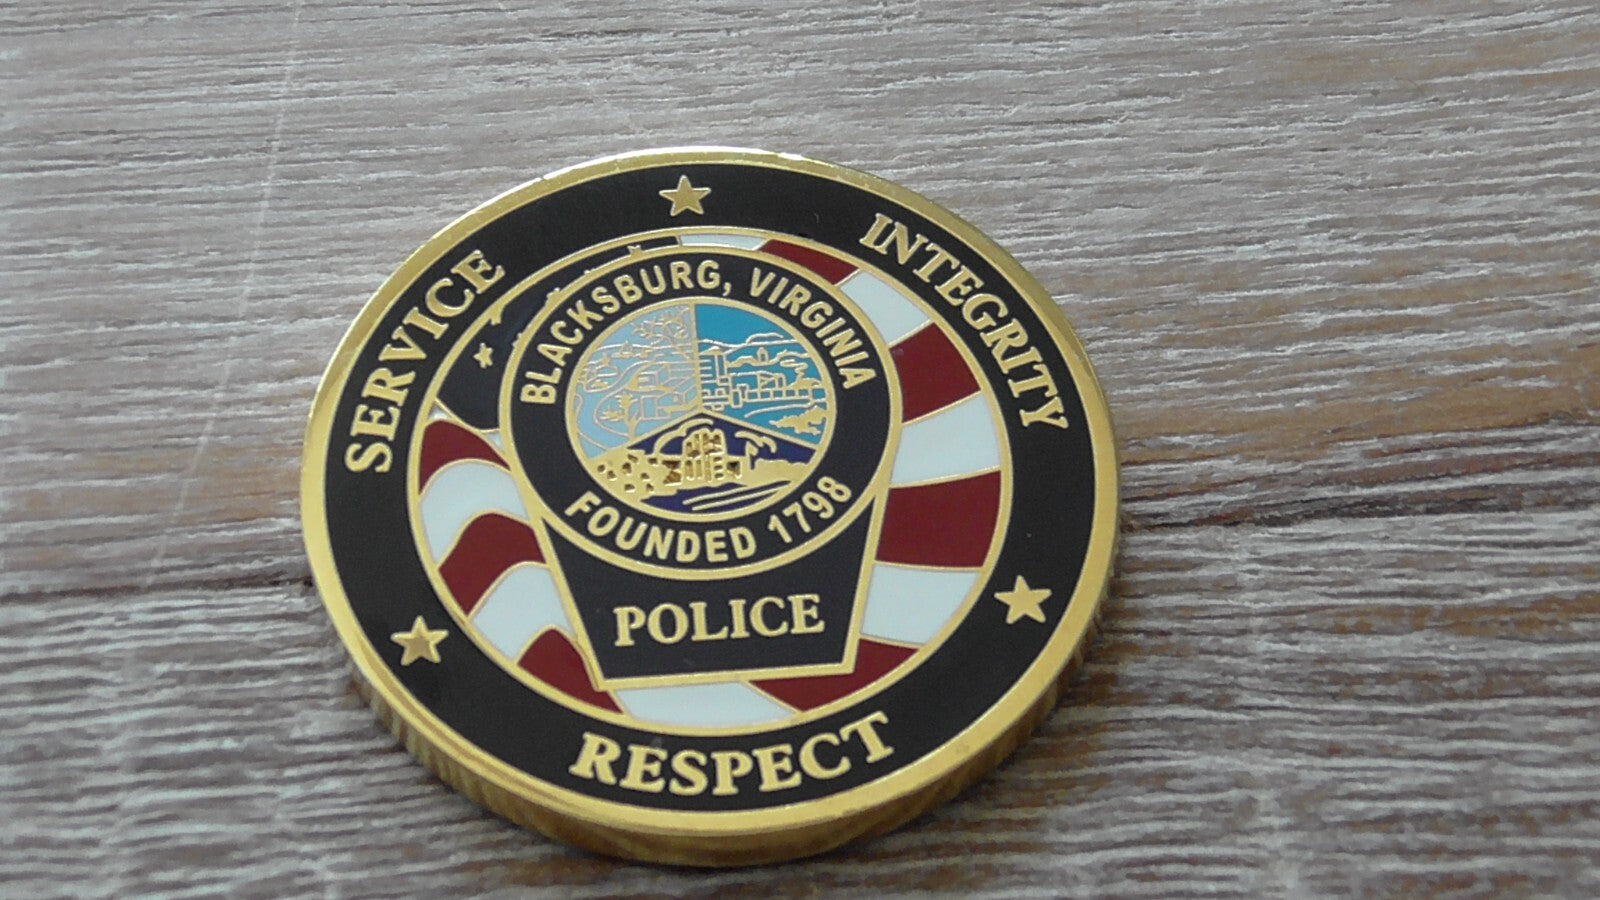 SERVICE
INTEGRITY
BLACKSBURG, VIRGINIA
FOUNDED 1798
POLICE
RESPECT